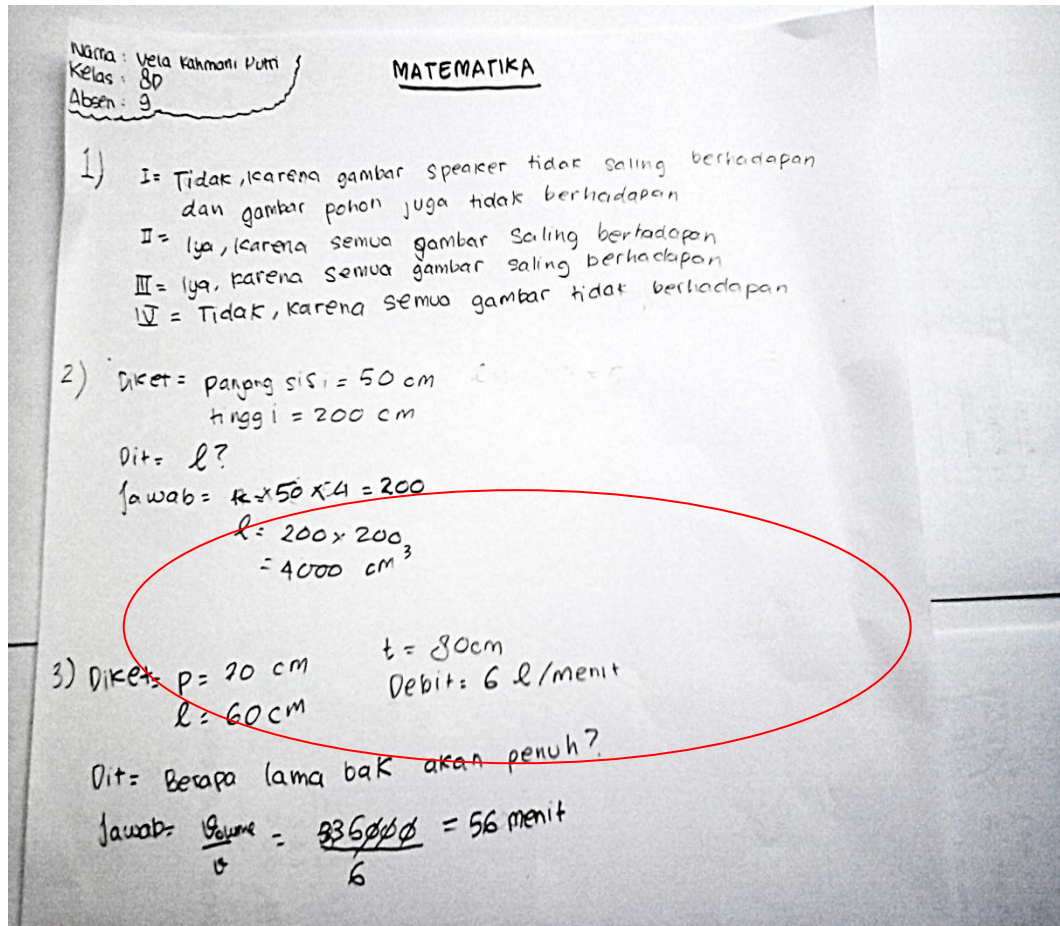 Nama : Vela Rahmani Putri
Kelas : 8D
Absen : 9
MATEMATIKA
1) I = Tidak, karena gambar speaker tidak saling berhadapan
dan gambar pohon juga tidak berhadapan
II = Iya, karena semua gambar saling berhadapan
III = Iya, karena semua gambar saling berhadapan
IV = Tidak, karena semua gambar tidak berhadapan
2) Diket = panjang sisi = 50 cm
tinggi = 200 cm
Dit = l?
Jawab = 50 x 4 = 200
l = 200 x 200
= 4000 cm³
3) Diket = p = 70 cm t = 80cm
l = 60 cm Debit = 6 l/menit
Dit = Berapa lama bak akan penuh?
Jawab = Volume = 336000 = 56 menit
v 6